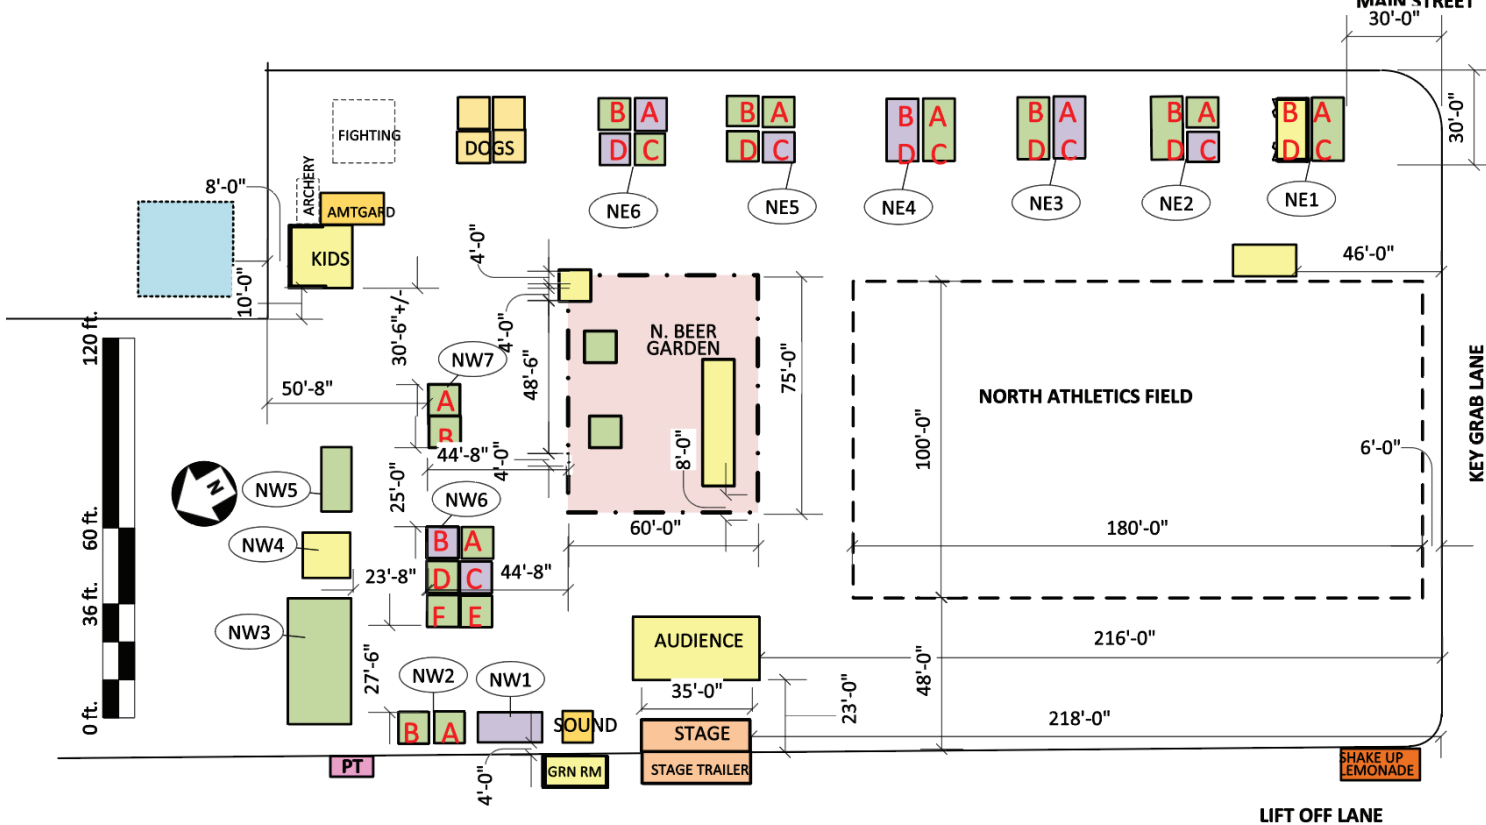 MAIN STREET
30'-0"
FIGHTING
DOGS
B A
D C
NE6
B A
D C
NE5
B A
D C
NE4
B A
D C
NE3
B A
D C
NE2
B A
D C
NE1
30'-0"
ARCHERY
8'-0"
AMTGARD
KIDS
10'-0"
4'-0"
4'-0"
30'-6"+/-
48'-6"
46'-0"
N. BEER
GARDEN
75'-0"
NORTH ATHLETICS FIELD
100'-0"
KEY GRAB LANE
6'-0"
120 ft.
60 ft.
36 ft.
0 ft.
50'-8"
NW7
A
B
44'-8"
4'-0"
8'-0"
25'-0"
N
NW5
NW6
NW4
B A
D C
F E
23'-8"
44'-8"
60'-0"
180'-0"
NW3
27'-6"
AUDIENCE
216'-0"
48'-0"
NW2
NW1
35'-0"
23'-0"
218'-0"
B A
SOUND
STAGE
4'-0"
PT
GRN RM
STAGE TRAILER
SHAKE UP
LEMONADE
LIFT OFF LANE